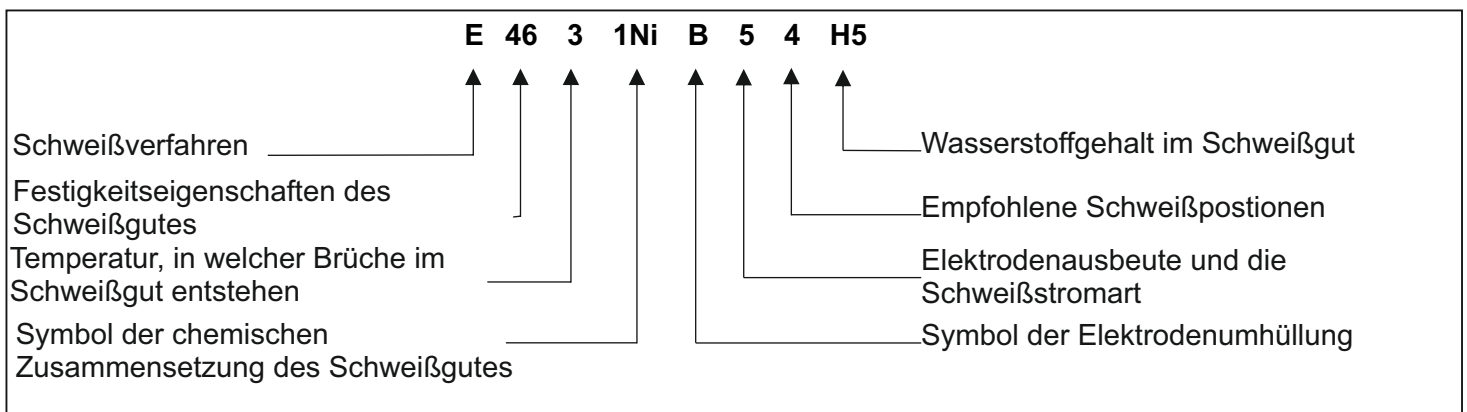 E 46 3 1Ni B 5 4 H5
Schweißverfahren
Festigkeitseigenschaften des
Schweißgutes
Temperatur, in welcher Brüche im
Schweißgut entstehen
Symbol der chemischen
Zusammensetzung des Schweißgutes
Wasserstoffgehalt im Schweißgut
Empfohlene Schweißpostionen
Elektrodenausbeute und die
Schweißstromart
Symbol der Elektrodenumhüllung